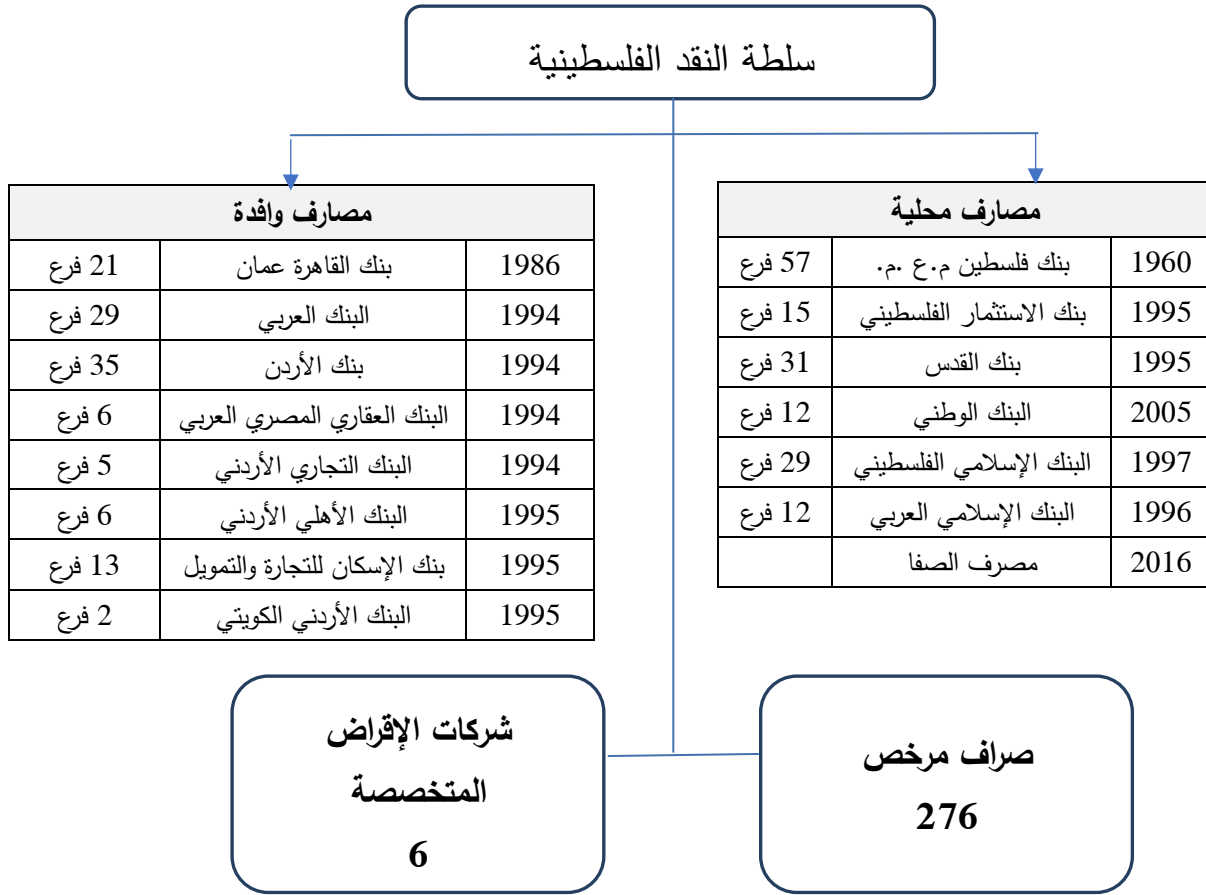 سلطة النقد الفلسطينية
مصارف محلية
1960 بنك فلسطين م.ع .م. 57 فرع
1995 بنك الاستثمار الفلسطيني 15 فرع
1995 بنك القدس 31 فرع
2005 البنك الوطني 12 فرع
1997 البنك الإسلامي الفلسطيني 29 فرع
1996 البنك الإسلامي العربي 12 فرع
2016 مصرف الصفا
مصارف وافدة
1986 بنك القاهرة عمان 21 فرع
1994 البنك العربي 29 فرع
1994 بنك الأردن 35 فرع
1994 البنك العقاري المصري العربي 6 فرع
1994 البنك التجاري الأردني 5 فرع
1995 البنك الأهلي الأردني 6 فرع
1995 بنك الإسكان للتجارة والتمويل 13 فرع
1995 البنك الأردني الكويتي 2 فرع
صراف مرخص
276
شركات الإقراض
المتخصصة
6